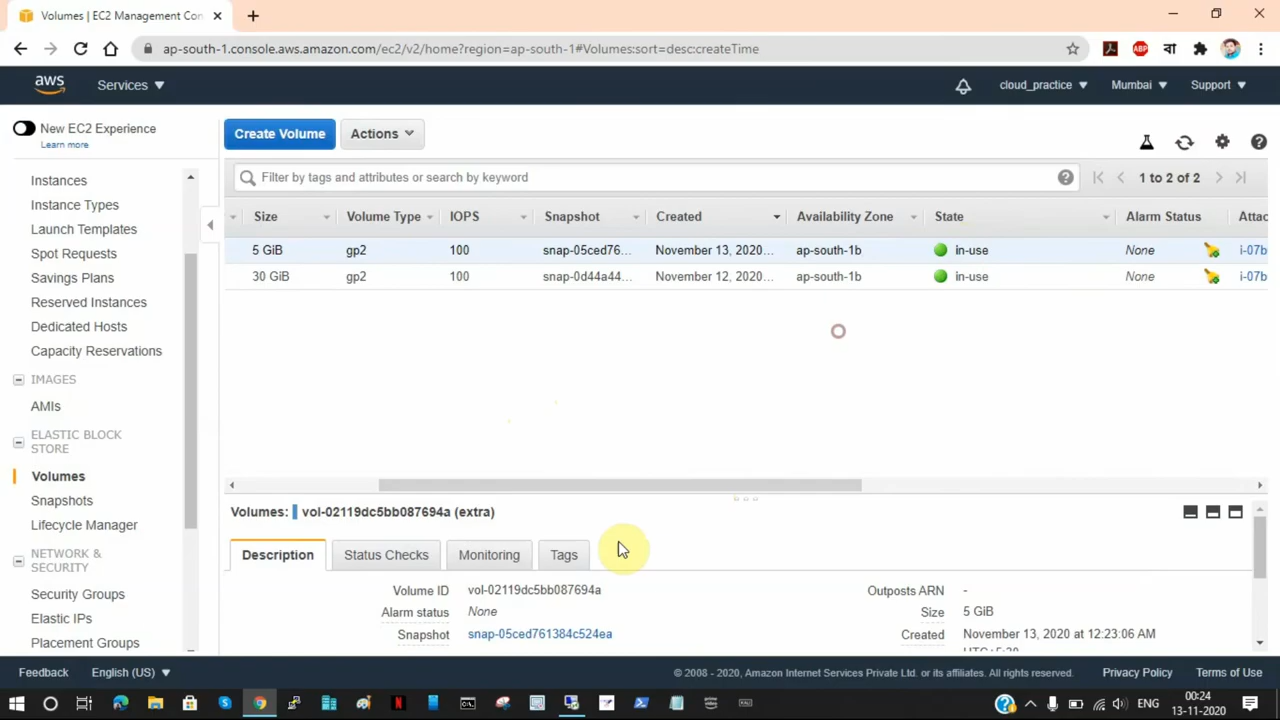 Volumes | EC2 Management Con
ap-south-1.console.aws.amazon.com/ec2/v2/home?region=ap-south-1#Volumes:sort=desc:createTime
ABP
বা
aws
Services
cloud_practice
Mumbai
Support
New EC2 Experience
Learn more
Create Volume
Actions
Instances
Instance Types
Launch Templates
Spot Requests
Savings Plans
Reserved Instances
Dedicated Hosts
Capacity Reservations
IMAGES
AMIs
ELASTIC BLOCK
STORE
Volumes
Snapshots
Lifecycle Manager
NETWORK &
SECURITY
Security Groups
Elastic IPs
Placement Groups
Filter by tags and attributes or search by keyword
1 to 2 of 2
Size Volume Type IOPS Snapshot Created Availability Zone State Alarm Status Attac
5 GiB gp2 100 snap-05ced76... November 13, 2020... ap-south-1b in-use None i-07b
30 GiB gp2 100 snap-0d44a44... November 12, 2020... ap-south-1b in-use None i-07b
Volumes: vol-02119dc5bb087694a (extra)
Description Status Checks Monitoring Tags
Volume ID vol-02119dc5bb087694a
Alarm status None
Snapshot snap-05ced761384c524ea
Outposts ARN -
Size 5 GiB
Created November 13, 2020 at 12:23:06 AM
UTC+5:30
Feedback English (US) © 2008 - 2020, Amazon Internet Services Private Ltd. or its affiliates. All rights reserved. Privacy Policy Terms of Use
ENG
00:24
13-11-2020